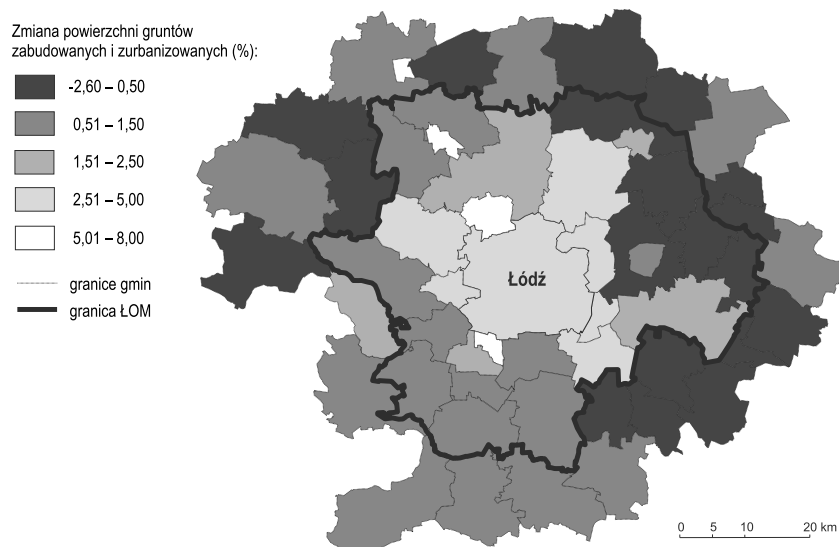 Zmiana powierzchni gruntów
zabudowanych i zurbanizowanych (%):
-2,60 – 0,50
0,51 – 1,50
1,51 – 2,50
2,51 – 5,00
5,01 – 8,00
granice gmin
granica ŁOM
Łódź
0 5 10 20 km